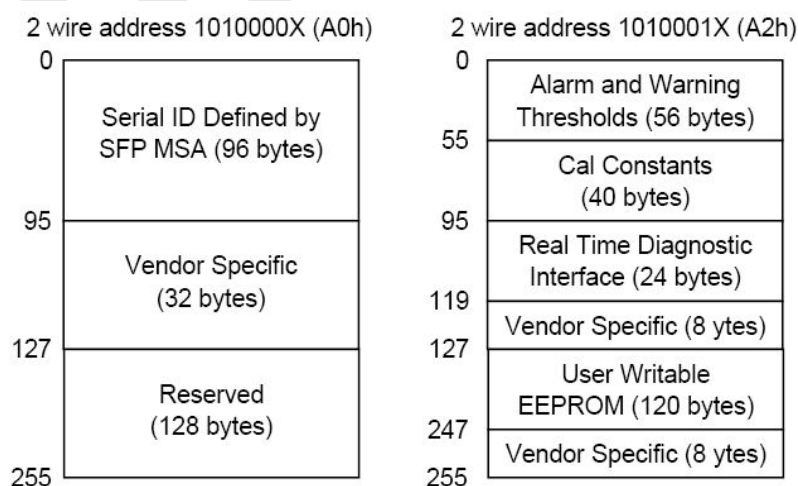 2 wire address 1010000X (A0h)
0
Serial ID Defined by
SFP MSA (96 bytes)
95
Vendor Specific
(32 bytes)
127
Reserved
(128 bytes)
255
2 wire address 1010001X (A2h)
0
Alarm and Warning
Thresholds (56 bytes)
55
Cal Constants
(40 bytes)
95
Real Time Diagnostic
Interface (24 bytes)
119
Vendor Specific (8 ytes)
127
User Writable
EEPROM (120 bytes)
247
Vendor Specific (8 ytes)
255